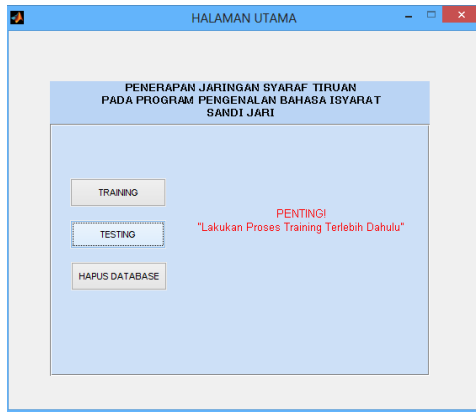 HALAMAN UTAMA
PENERAPAN JARINGAN SYARAF TIRUAN
PADA PROGRAM PENGENALAN BAHASA ISYARAT
SANDI JARI
TRAINING
PENTING!
"Lakukan Proses Training Terlebih Dahulu"
TESTING
HAPUS DATABASE